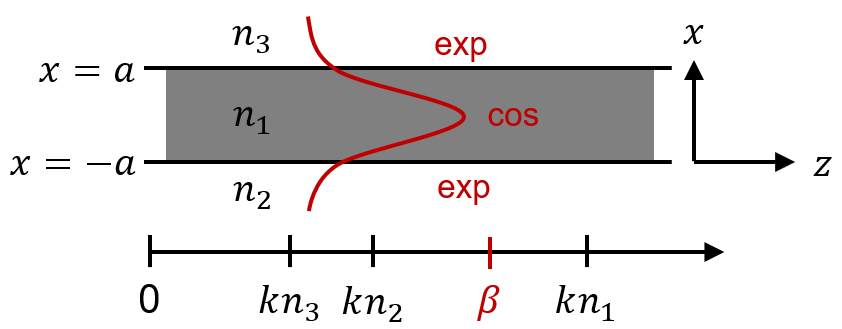 n₃ exp x
x = a
n₁ cos
x = −a z
n₂ exp
0 kn₃ kn₂ β kn₁